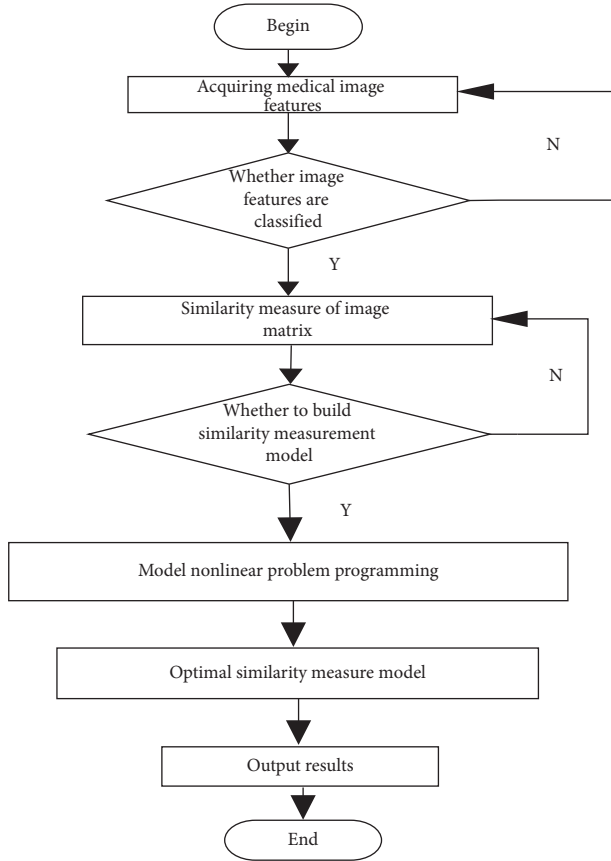 Begin
Acquiring medical image
features
N
Whether image
features are
classified
Y
Similarity measure of image
matrix
N
Whether to build
similarity measurement
model
Y
Model nonlinear problem programming
Optimal similarity measure model
Output results
End